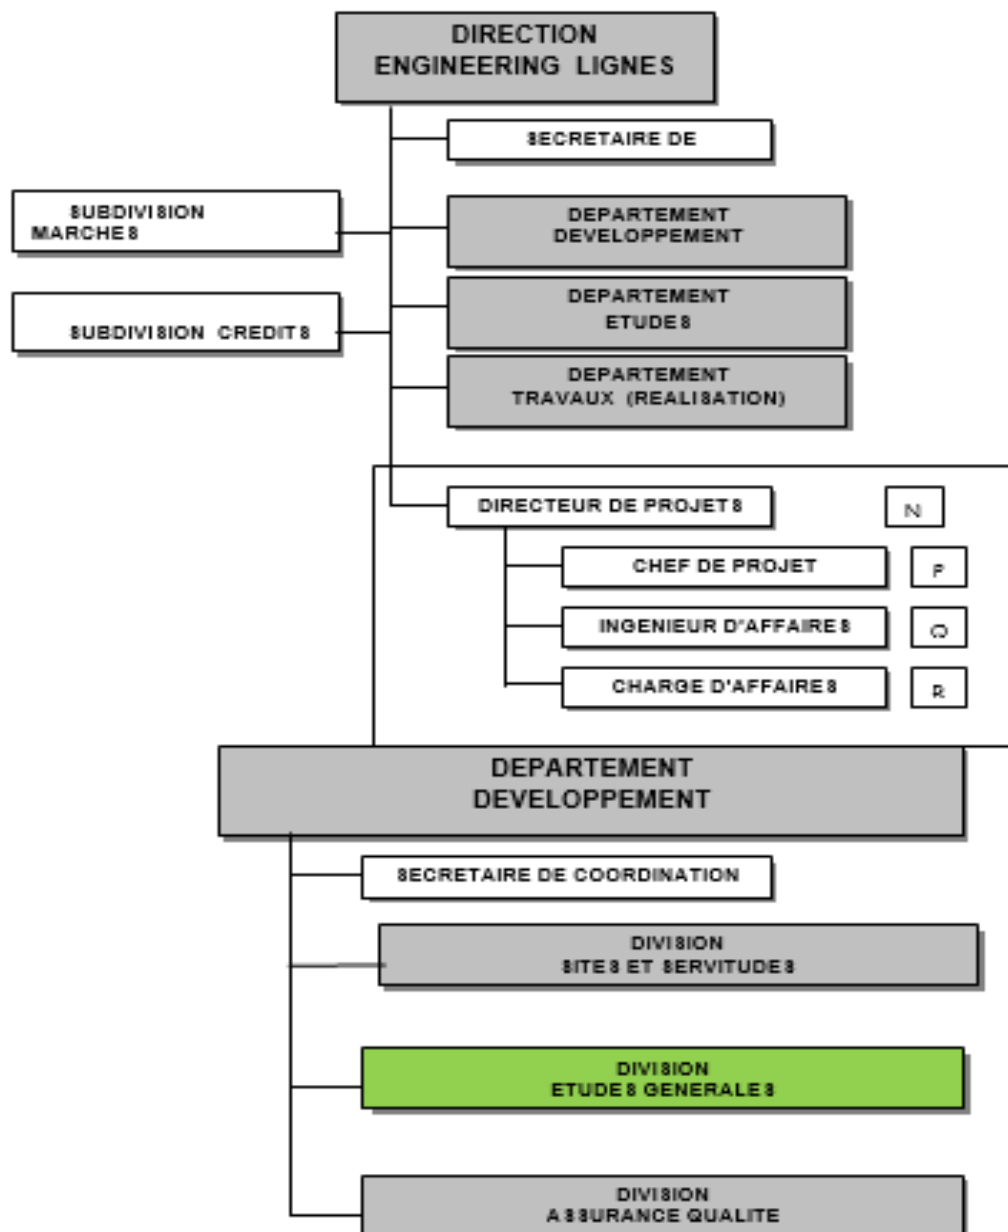 DIRECTION
ENGINEERING LIGNES
SECRETAIRE DE
SUBDIVISION
MARCHES
DEPARTEMENT
DEVELOPPEMENT
SUBDIVISION CREDITS
DEPARTEMENT
ETUDES
DEPARTEMENT
TRAVAUX (REALISATION)
DIRECTEUR DE PROJETS
N
CHEF DE PROJET
P
INGENIEUR D'AFFAIRES
Q
CHARGE D'AFFAIRES
R
DEPARTEMENT
DEVELOPPEMENT
SECRETAIRE DE COORDINATION
DIVISION
SITES ET SERVITUDES
DIVISION
ETUDES GENERALES
DIVISION
ASSURANCE QUALITE